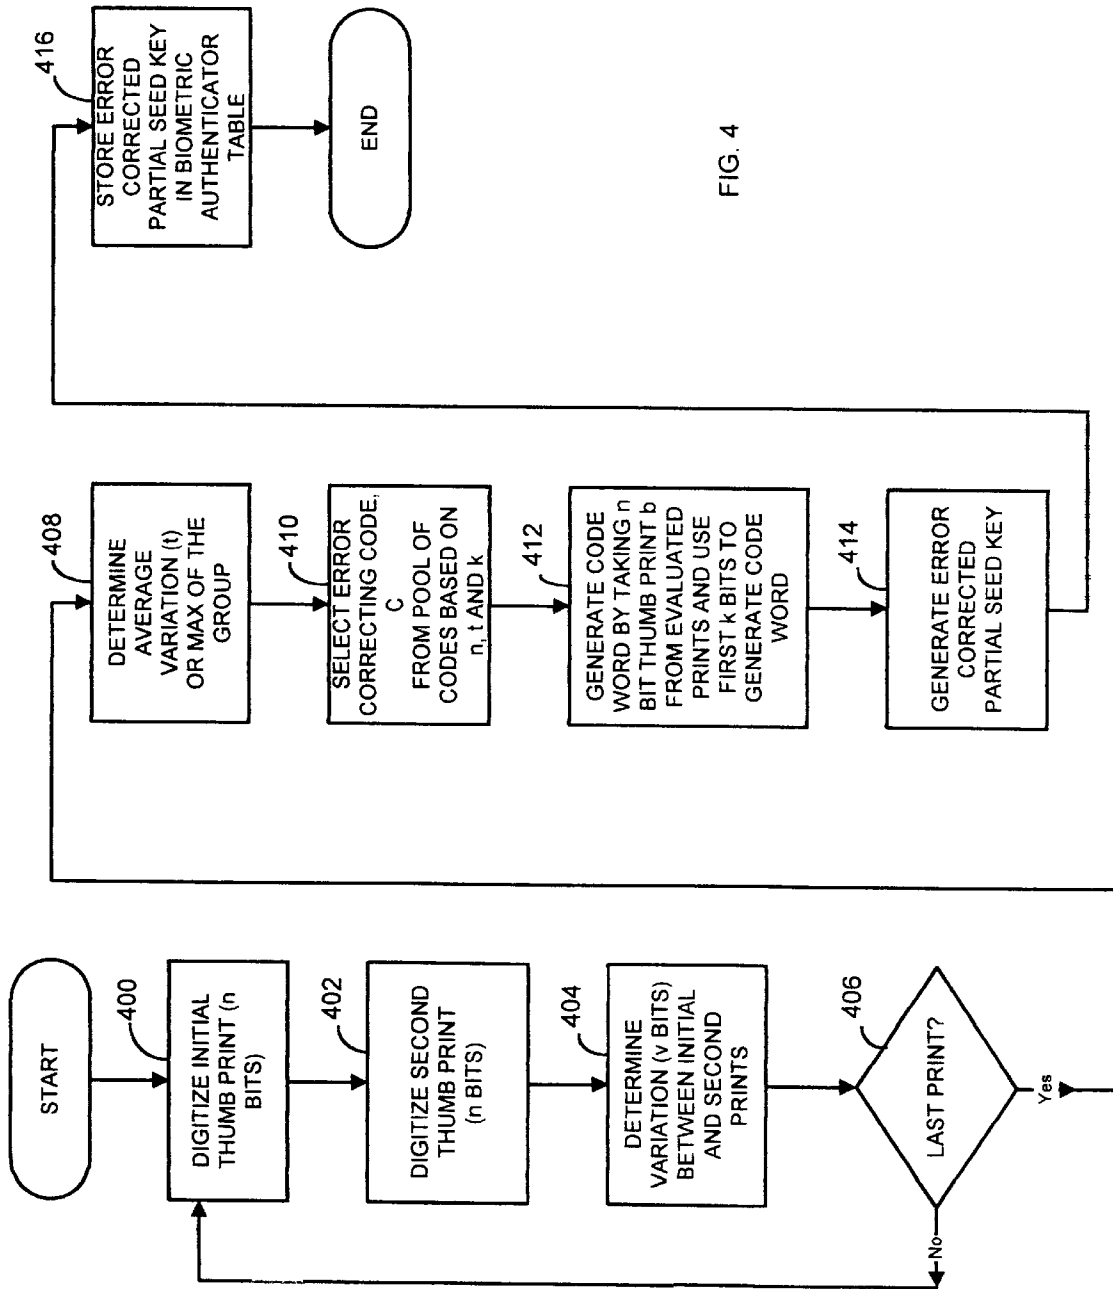 START
400
DIGITIZE INITIAL
THUMB PRINT (n
BITS)
402
DIGITIZE SECOND
THUMB PRINT
(n BITS)
404
DETERMINE
VARIATION (v BITS)
BETWEEN INITIAL
AND SECOND
PRINTS
406
LAST PRINT?
No
Yes
408
DETERMINE
AVERAGE
VARIATION (t)
OR MAX OF THE
GROUP
410
SELECT ERROR
CORRECTING CODE,
C
FROM POOL OF
CODES BASED ON
n, t AND k
412
GENERATE CODE
WORD BY TAKING n
BIT THUMB PRINT b
FROM EVALUATED
PRINTS AND USE
FIRST k BITS TO
GENERATE CODE
WORD
414
GENERATE ERROR
CORRECTED
PARTIAL SEED KEY
416
STORE ERROR
CORRECTED
PARTIAL SEED KEY
IN BIOMETRIC
AUTHENTICATOR
TABLE
END
FIG. 4